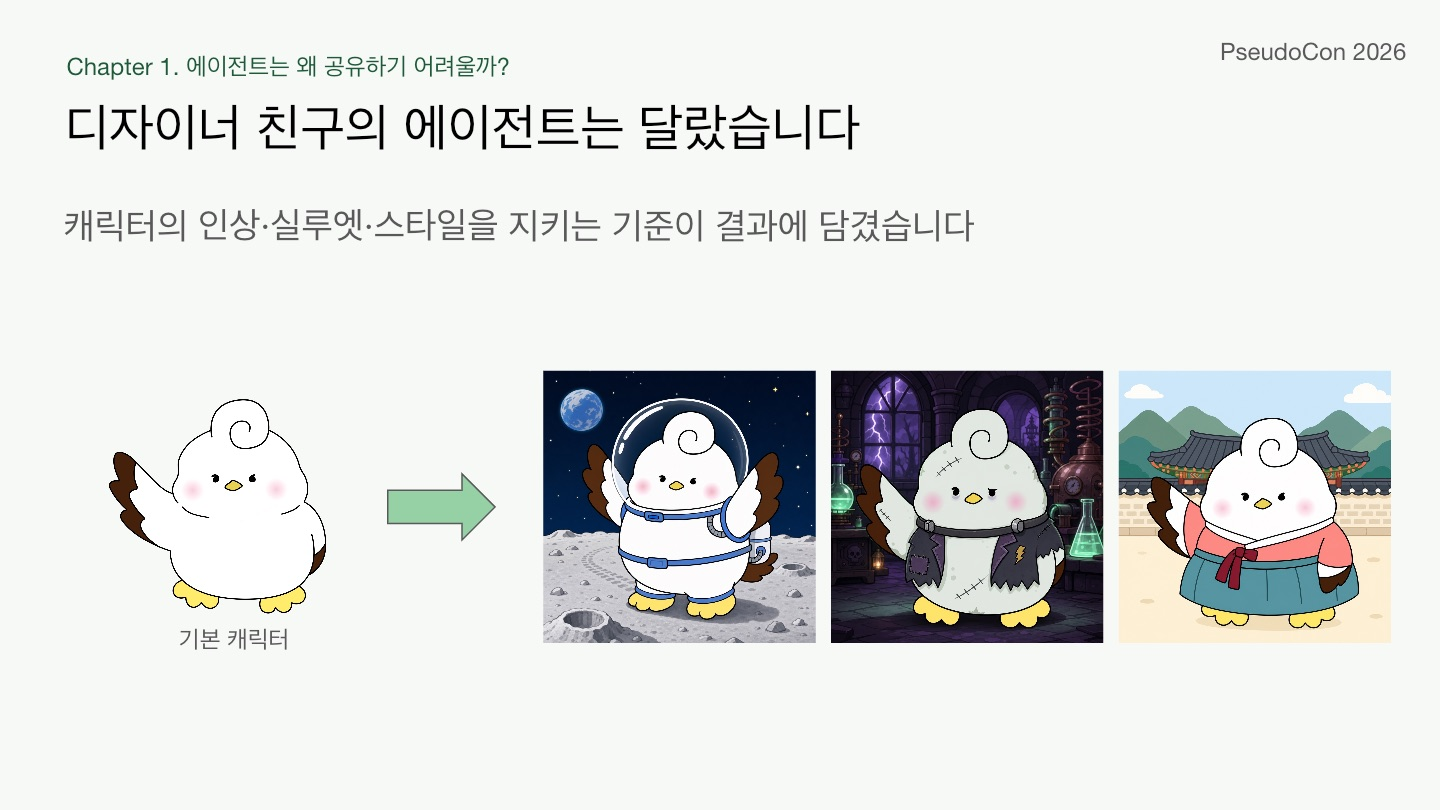 Chapter 1. 에이전트는 왜 공유하기 어려울까?
PseudoCon 2026
디자이너 친구의 에이전트는 달랐습니다
캐릭터의 인상·실루엣·스타일을 지키는 기준이 결과에 담겼습니다
기본 캐릭터